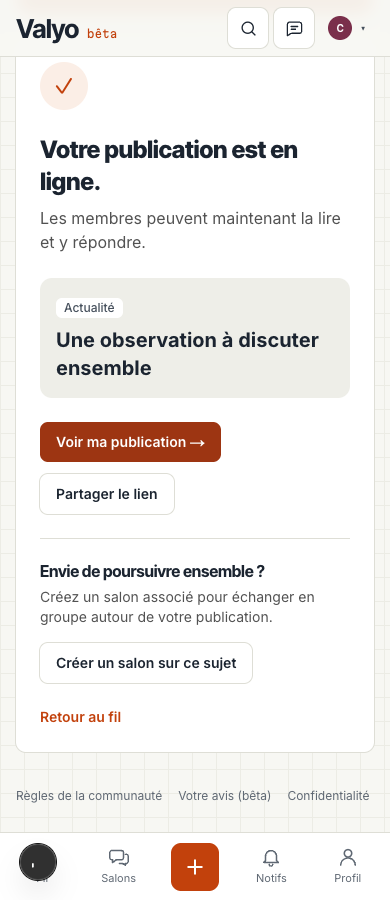 Valyo bêta
C
Votre publication est en
ligne.
Les membres peuvent maintenant la lire
et y répondre.
Actualité
Une observation à discuter
ensemble
Voir ma publication →
Partager le lien
Envie de poursuivre ensemble ?
Créez un salon associé pour échanger en
groupe autour de votre publication.
Créer un salon sur ce sujet
Retour au fil
Règles de la communauté Votre avis (bêta) Confidentialité
Salons Notifs Profil